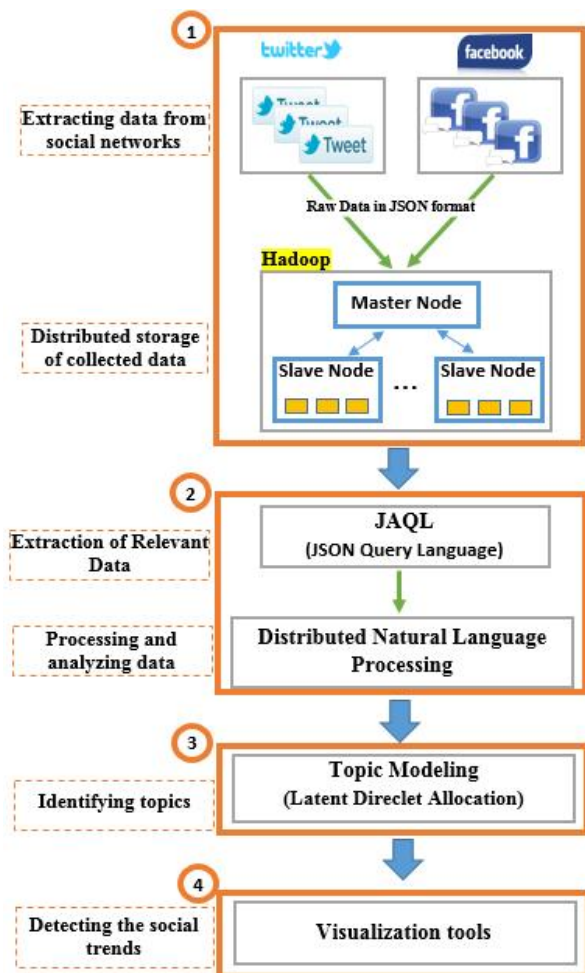 1
twitter
facebook
Extracting data from
social networks
Tweet
Tweet
Tweet
Raw Data in JSON format
Hadoop
Master Node
Distributed storage
of collected data
Slave Node
...
Slave Node
2
Extraction of Relevant
Data
JAQL
(JSON Query Language)
Processing and
analyzing data
Distributed Natural Language
Processing
3
Identifying topics
Topic Modeling
(Latent Direclet Allocation)
4
Detecting the social
trends
Visualization tools